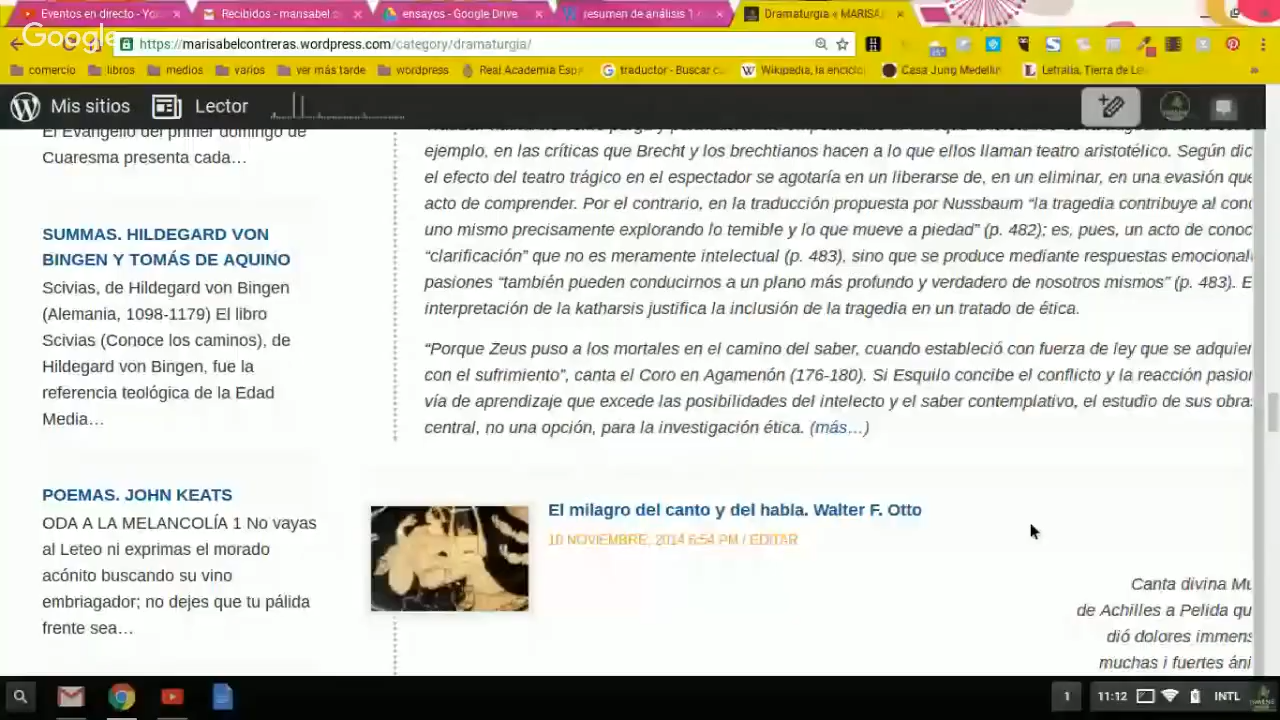 Eventos en directo - You
Recibidos - marisabel c
ensayos - Google Drive
resumen de análisis 1
Dramaturgia « MARISA
Google
https://marisabelcontreras.wordpress.com/category/dramaturgia/
comercio
libros
medios
varios
ver más tarde
wordpress
Real Academia Esp
traductor - Buscar c
Wikipedia, la enciclo
Casa Jung Medellín
Letralia, Tierra de Le
Mis sitios
Lector
El Evangelio del primer domingo de
Cuaresma presenta cada…
SUMMAS. HILDEGARD VON
BINGEN Y TOMÁS DE AQUINO
Scivias, de Hildegard von Bingen
(Alemania, 1098-1179) El libro
Scivias (Conoce los caminos), de
Hildegard von Bingen, fue la
referencia teológica de la Edad
Media…
POEMAS. JOHN KEATS
ODA A LA MELANCOLÍA 1 No vayas
al Leteo ni exprimas el morado
acónito buscando su vino
embriagador; no dejes que tu pálida
frente sea…
ejemplo, en las críticas que Brecht y los brechtianos hacen a lo que ellos llaman teatro aristotélico. Según dic
el efecto del teatro trágico en el espectador se agotaría en un liberarse de, en un eliminar, en una evasión que
acto de comprender. Por el contrario, en la traducción propuesta por Nussbaum “la tragedia contribuye al con
uno mismo precisamente explorando lo temible y lo que mueve a piedad” (p. 482); es, pues, un acto de conoc
“clarificación” que no es meramente intelectual (p. 483), sino que se produce mediante respuestas emocional
pasiones “también pueden conducirnos a un plano más profundo y verdadero de nosotros mismos” (p. 483). E
interpretación de la katharsis justifica la inclusión de la tragedia en un tratado de ética.
“Porque Zeus puso a los mortales en el camino del saber, cuando estableció con fuerza de ley que se adquier
con el sufrimiento”, canta el Coro en Agamenón (176-180). Si Esquilo concibe el conflicto y la reacción pasion
vía de aprendizaje que excede las posibilidades del intelecto y el saber contemplativo, el estudio de sus obra
central, no una opción, para la investigación ética. (más…)
El milagro del canto y del habla. Walter F. Otto
10 NOVIEMBRE, 2014 6:54 PM / EDITAR
Canta divina Mu
de Achilles a Pelida qu
dió dolores immens
muchas i fuertes áni
1
11:12
INTL